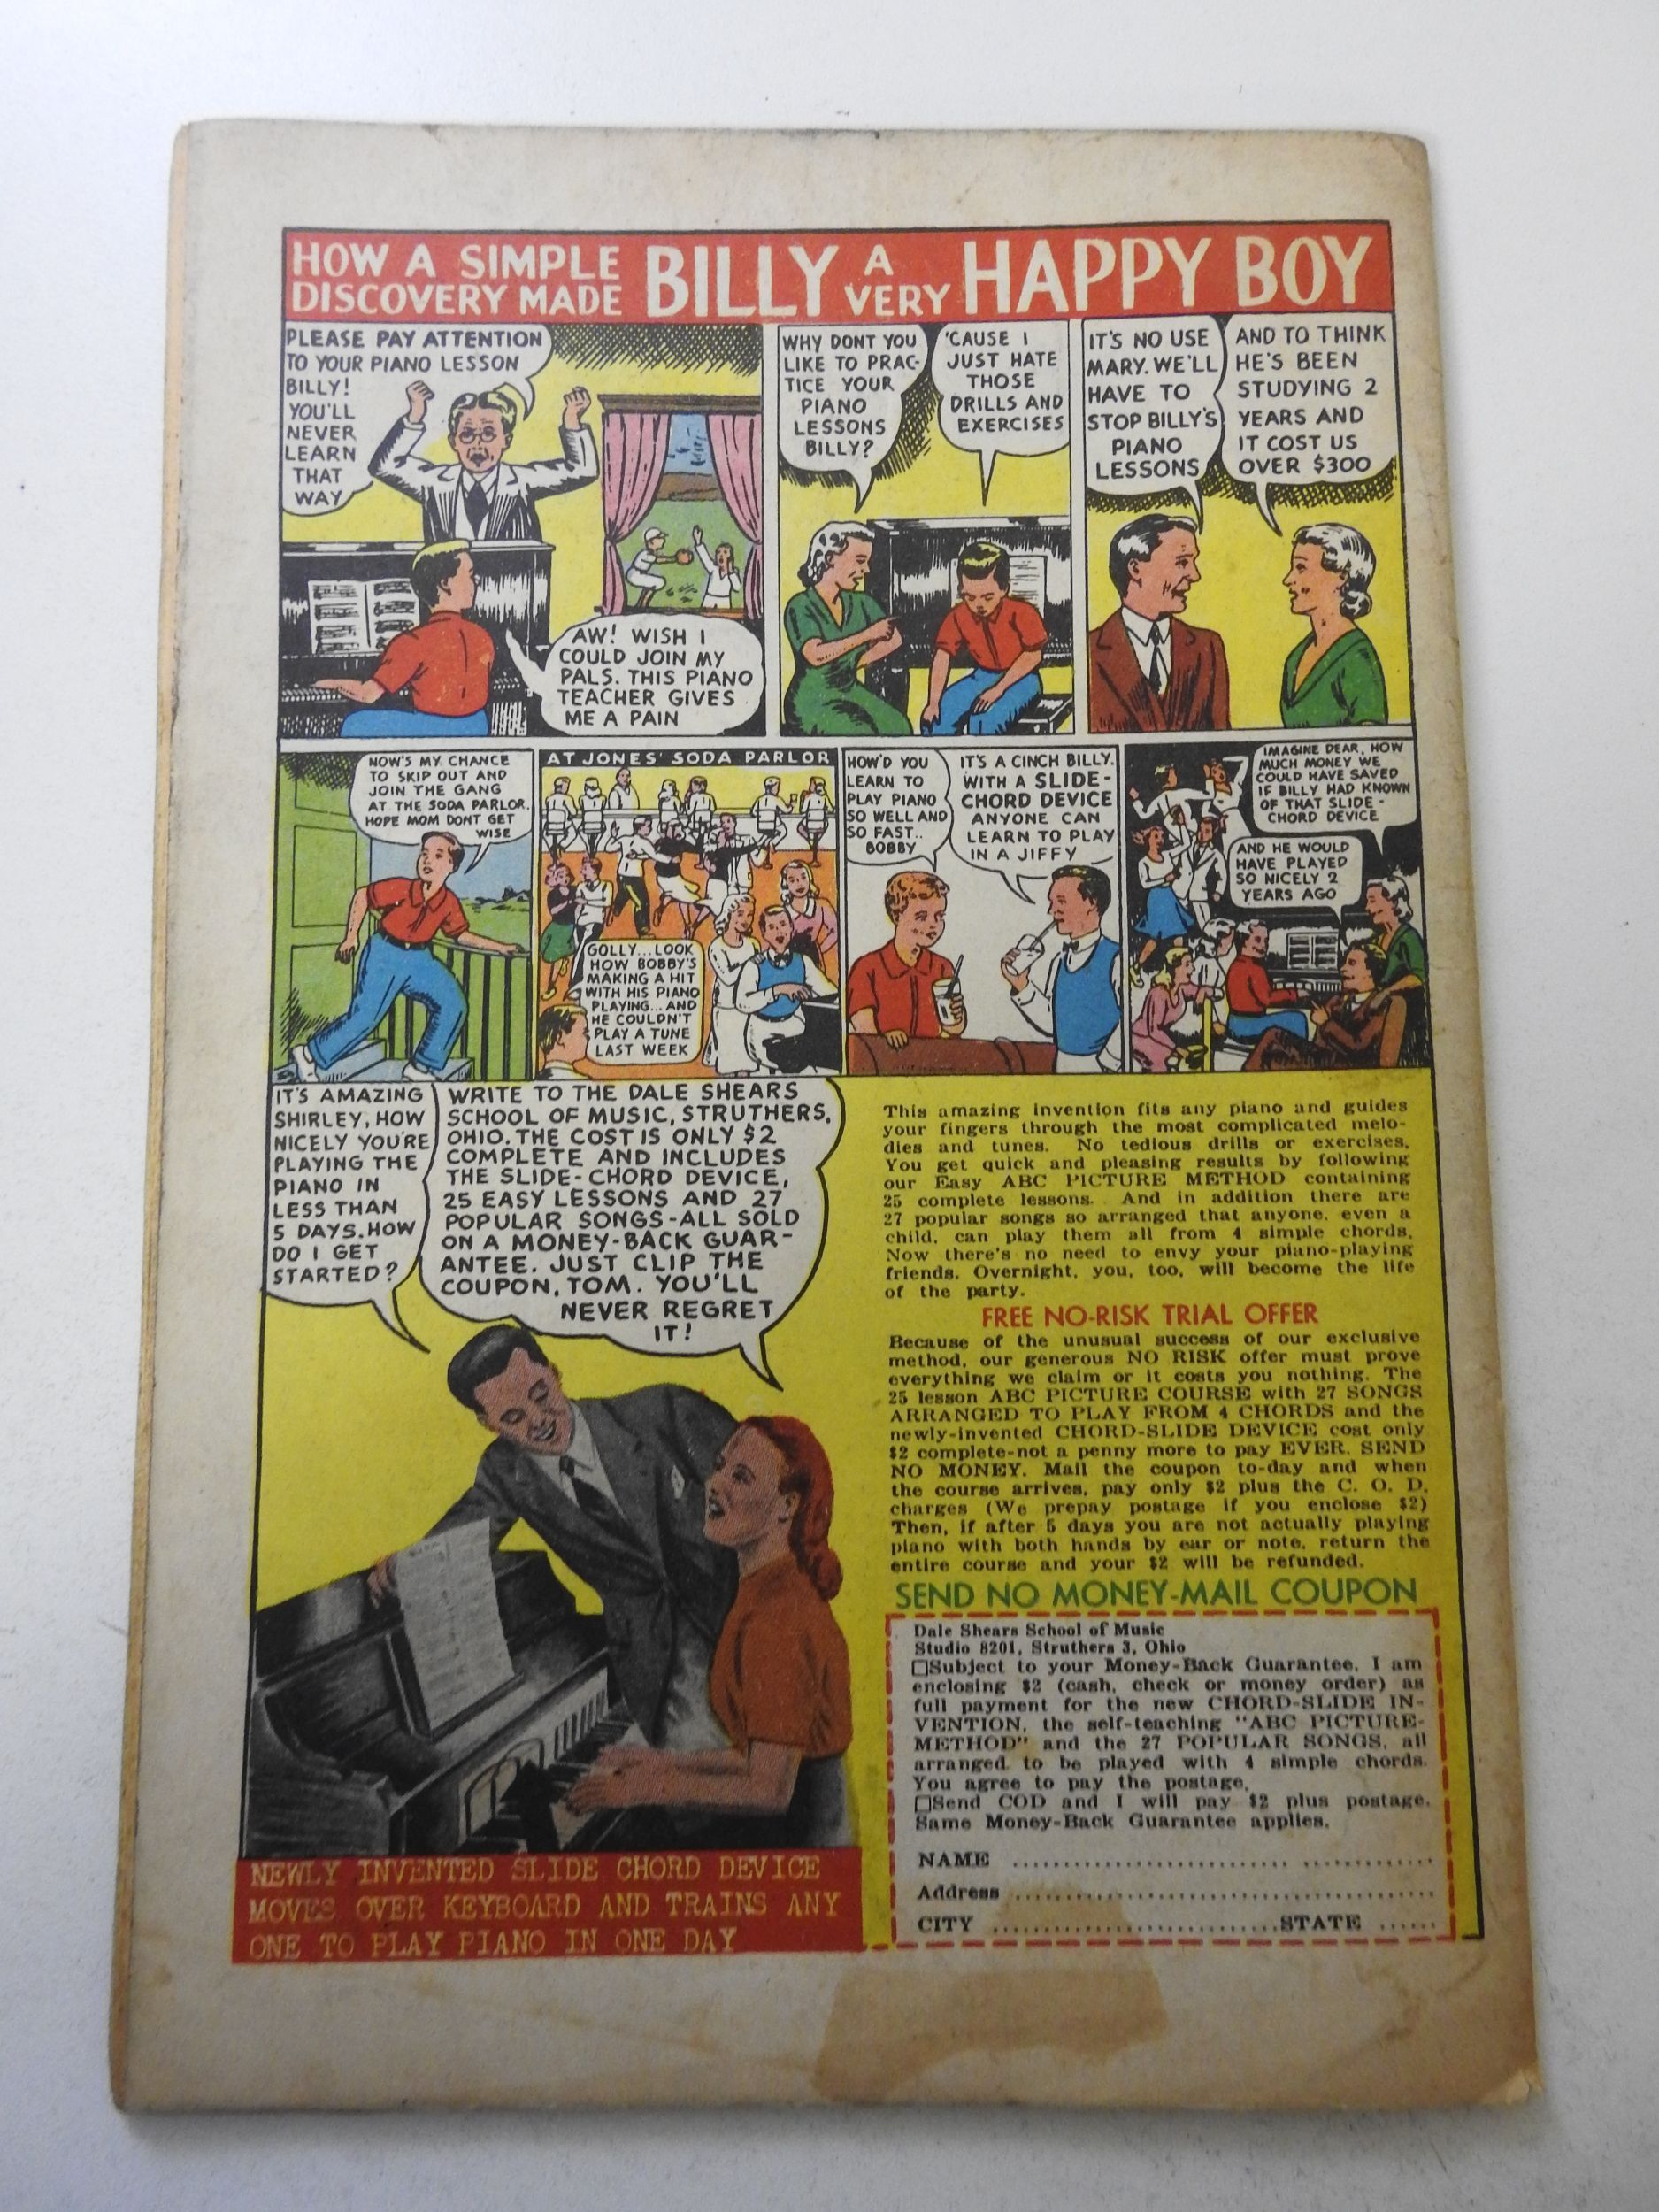 HOW A SIMPLE
DISCOVERY MADE
BILLY
A
VERY
HAPPY BOY
PLEASE PAY ATTENTION
TO YOUR PIANO LESSON
BILLY!
YOU'LL
NEVER
LEARN
THAT
WAY
AW! WISH I
COULD JOIN MY
PALS. THIS PIANO
TEACHER GIVES
ME A PAIN
WHY DONT YOU
LIKE TO PRAC-
TICE YOUR
PIANO
LESSONS
BILLY?
'CAUSE I
JUST HATE
THOSE
DRILLS AND
EXERCISES
IT'S NO USE
MARY. WE'LL
HAVE TO
STOP BILLY'S
PIANO
LESSONS
AND TO THINK
HE'S BEEN
STUDYING 2
YEARS AND
IT COST US
OVER $300
NOW'S MY CHANCE
TO SKIP OUT AND
JOIN THE GANG
AT THE SODA PARLOR.
HOPE MOM DONT GET
WISE
AT JONES' SODA PARLOR
GOLLY...LOOK
HOW BOBBY'S
MAKING A HIT
WITH HIS PIANO
PLAYING...AND
HE COULDN'T
PLAY A TUNE
LAST WEEK
HOW'D YOU
LEARN TO
PLAY PIANO
SO WELL AND
SO FAST..
BOBBY
IT'S A CINCH BILLY.
WITH A SLIDE-
CHORD DEVICE
ANYONE CAN
LEARN TO PLAY
IN A JIFFY
IMAGINE DEAR, HOW
MUCH MONEY WE
COULD HAVE SAVED
IF BILLY HAD KNOWN
OF THAT SLIDE-
CHORD DEVICE
AND HE WOULD
HAVE PLAYED
SO NICELY 2
YEARS AGO
IT'S AMAZING
SHIRLEY, HOW
NICELY YOU'RE
PLAYING THE
PIANO IN
LESS THAN
5 DAYS. HOW
DO I GET
STARTED?
WRITE TO THE DALE SHEARS
SCHOOL OF MUSIC, STRUTHERS,
OHIO. THE COST IS ONLY $2
COMPLETE AND INCLUDES
THE SLIDE-CHORD DEVICE,
25 EASY LESSONS AND 27
POPULAR SONGS-ALL SOLD
ON A MONEY-BACK GUAR-
ANTEE. JUST CLIP THE
COUPON, TOM. YOU'LL
NEVER REGRET
IT!
This amazing invention fits any piano and guides
your fingers through the most complicated melo-
dies and tunes. No tedious drills or exercises.
You get quick and pleasing results by following
our Easy ABC PICTURE METHOD containing
25 complete lessons. And in addition there are
27 popular songs so arranged that anyone, even a
child, can play them all from 4 simple chords.
Now there's no need to envy your piano-playing
friends. Overnight, you, too, will become the life
of the party.
FREE NO-RISK TRIAL OFFER
Because of the unusual success of our exclusive
method, our generous NO RISK offer must prove
everything we claim or it costs you nothing. The
25 lesson ABC PICTURE COURSE with 27 SONGS
ARRANGED TO PLAY FROM 4 CHORDS and the
newly-invented CHORD-SLIDE DEVICE cost only
$2 complete-not a penny more to pay EVER. SEND
NO MONEY. Mail the coupon to-day and when
the course arrives, pay only $2 plus the C. O. D.
charges (We prepay postage if you enclose $2)
Then, if after 5 days you are not actually playing
piano with both hands by ear or note, return the
entire course and your $2 will be refunded.
SEND NO MONEY-MAIL COUPON
Dale Shears School of Music
Studio 8201, Struthers 3, Ohio
□Subject to your Money-Back Guarantee, I am
enclosing $2 (cash, check or money order) as
full payment for the new CHORD-SLIDE IN-
VENTION, the self-teaching "ABC PICTURE-
METHOD" and the 27 POPULAR SONGS, all
arranged to be played with 4 simple chords.
You agree to pay the postage.
□Send COD and I will pay $2 plus postage.
Same Money-Back Guarantee applies.
NAME ..............................
Address ..............................
CITY ..............................STATE ......
NEWLY INVENTED SLIDE CHORD DEVICE
MOVES OVER KEYBOARD AND TRAINS ANY
ONE TO PLAY PIANO IN ONE DAY